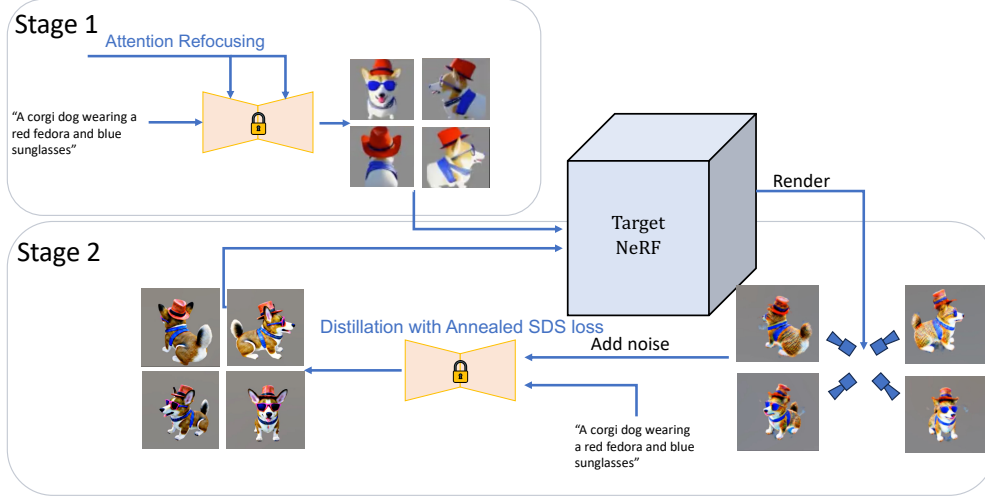 Stage 1
Attention Refocusing
“A corgi dog wearing a
red fedora and blue
sunglasses”
Render
Target
NeRF
Stage 2
Distillation with Annealed SDS loss
Add noise
“A corgi dog wearing
a red fedora and blue
sunglasses”